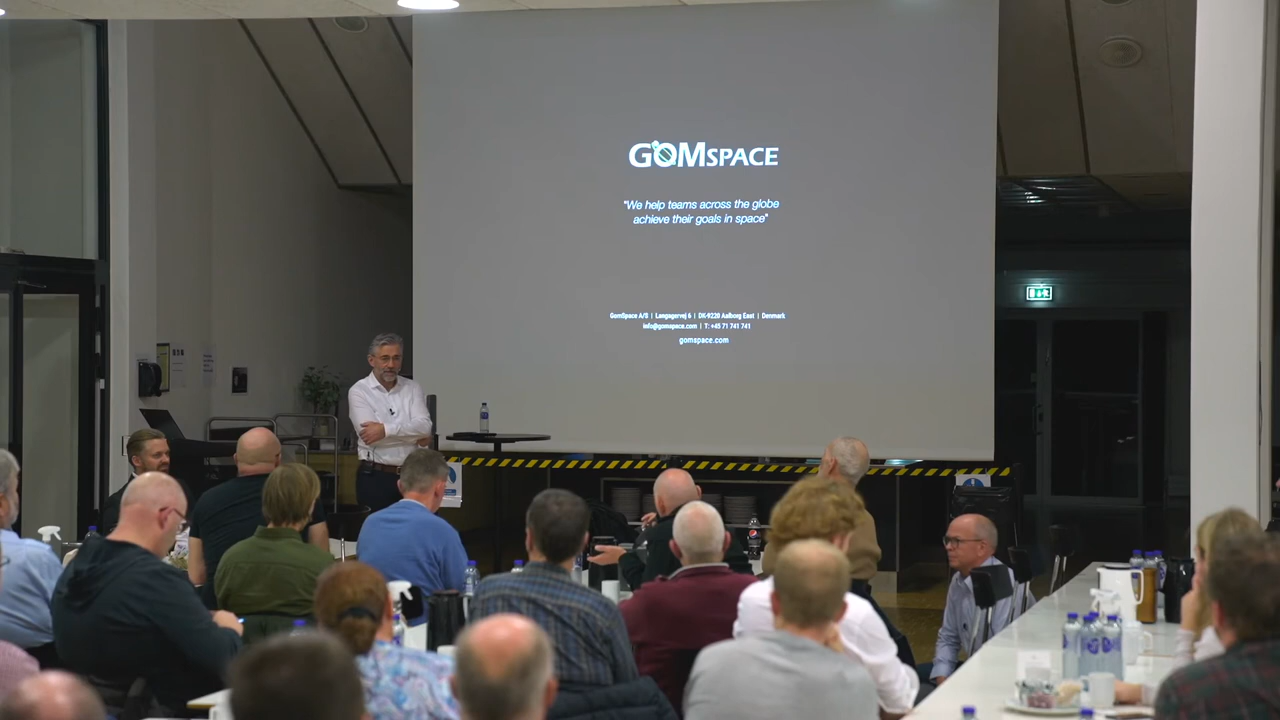 GOMSPACE
"We help teams across the globe
achieve their goals in space"
GomSpace A/S | Langagervej 6 | DK-9220 Aalborg East | Denmark
info@gomspace.com | T: +45 71 741 741
gomspace.com